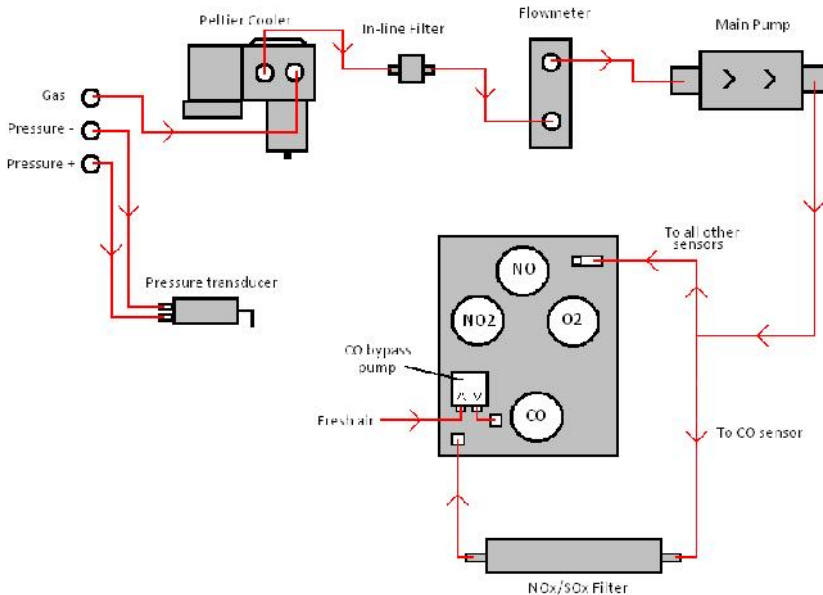 Peltier Cooler
In-line Filter
Flowmeter
Main Pump
Gas
Pressure -
Pressure +
Pressure transducer
To all other
sensors
NO
NO2
O2
CO bypass
pump
CO
Fresh air
To CO sensor
NOx/SOx Filter